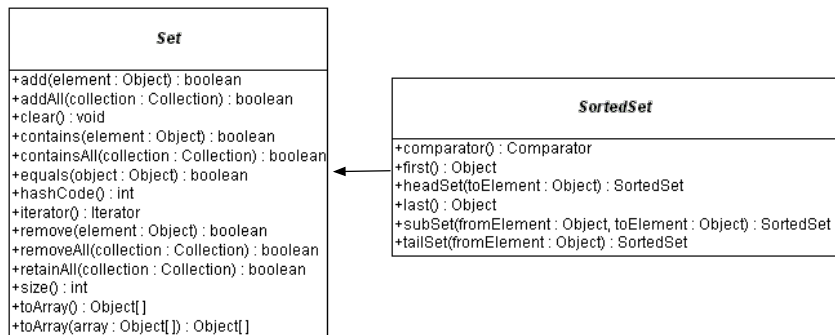 Set
+add(element : Object) : boolean
+addAll(collection : Collection) : boolean
+clear() : void
+contains(element : Object) : boolean
+containsAll(collection : Collection) : boolean
+equals(object : Object) : boolean
+hashCode() : int
+iterator() : Iterator
+remove(element : Object) : boolean
+removeAll(collection : Collection) : boolean
+retainAll(collection : Collection) : boolean
+size() : int
+toArray() : Object[]
+toArray(array : Object[]) : Object[]
SortedSet
+comparator() : Comparator
+first() : Object
+headSet(toElement : Object) : SortedSet
+last() : Object
+subSet(fromElement : Object, toElement : Object) : SortedSet
+tailSet(fromElement : Object) : SortedSet